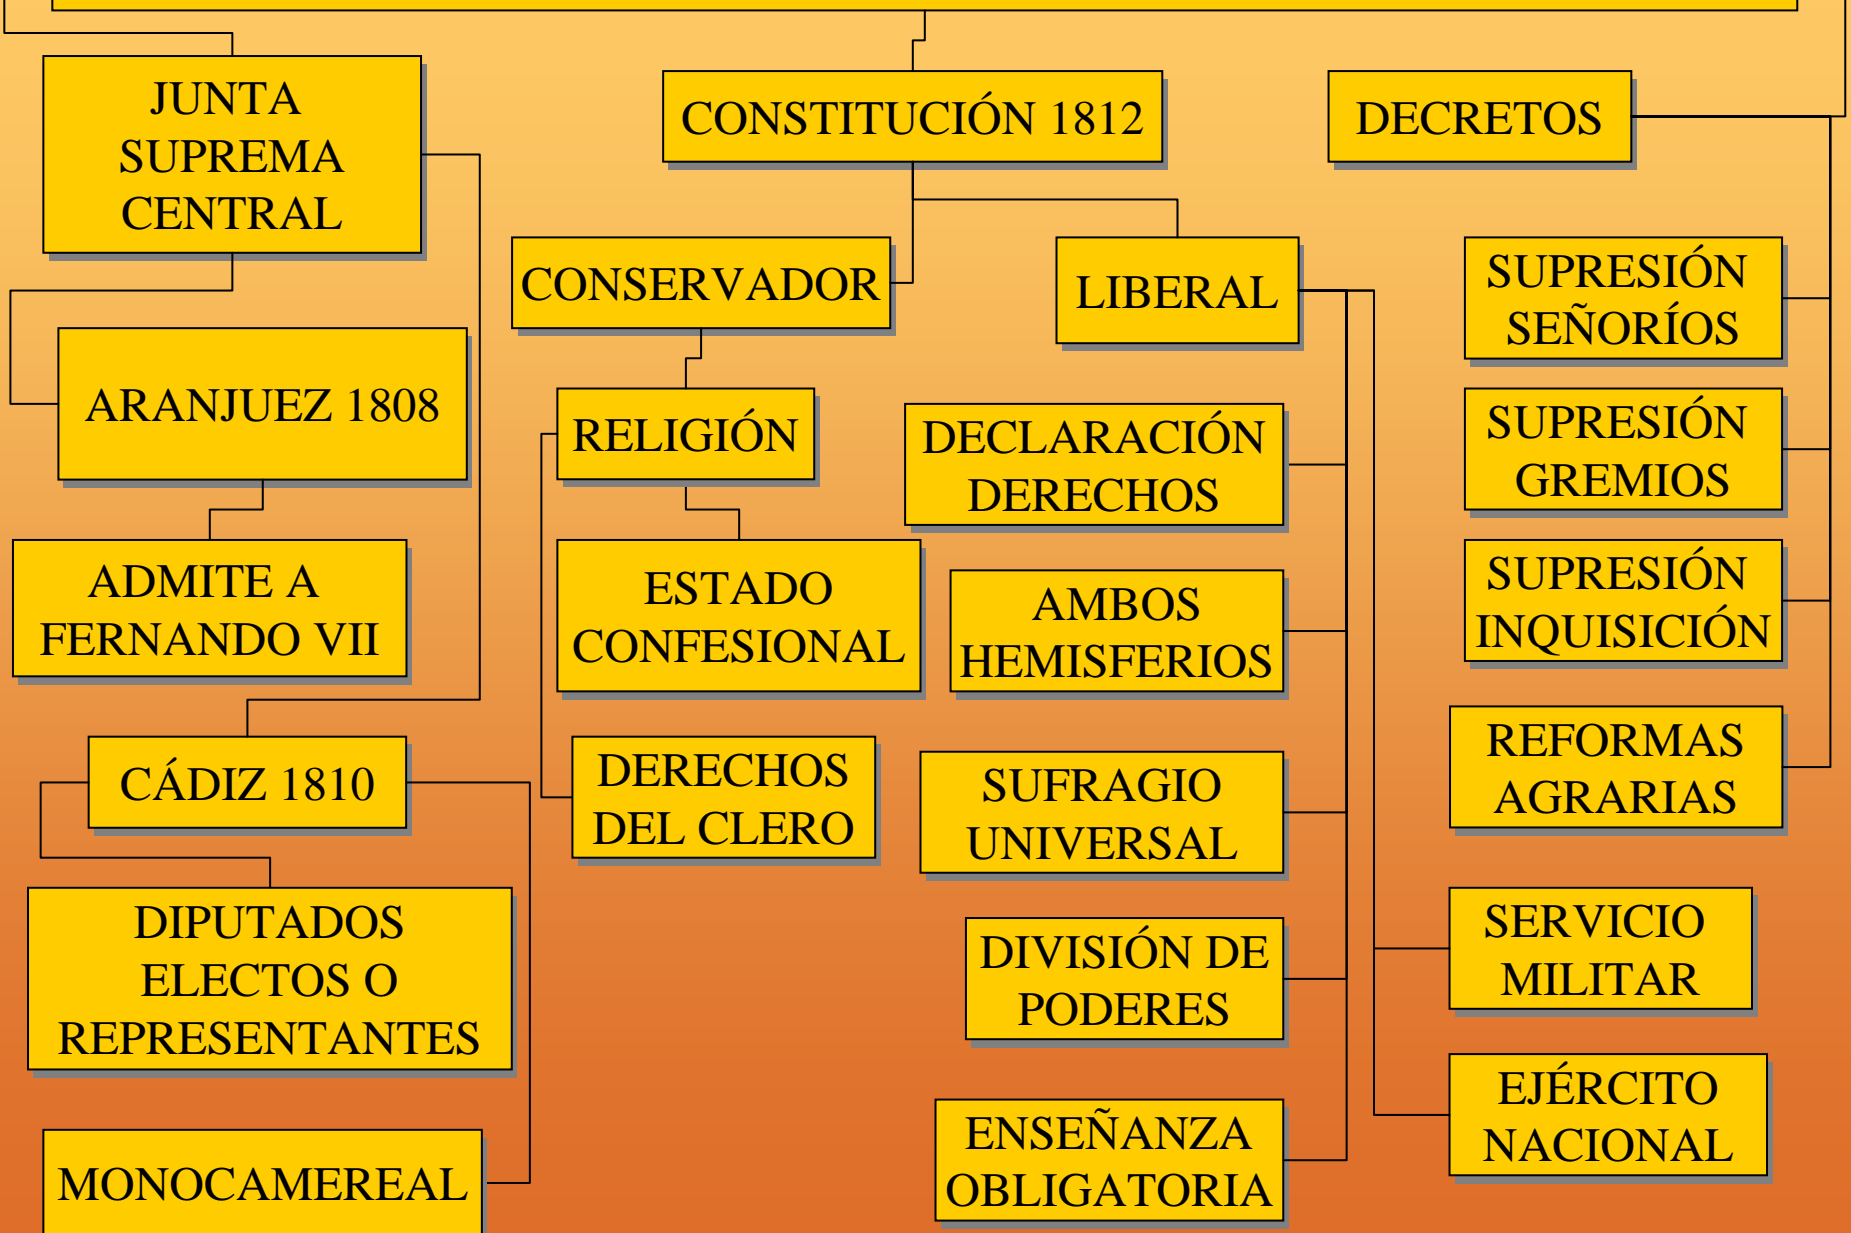 JUNTA
SUPREMA
CENTRAL
ARANJUEZ 1808
ADMITE A
FERNANDO VII
CÁDIZ 1810
DIPUTADOS
ELECTOS O
REPRESENTANTES
MONOCAMEREAL
CONSTITUCIÓN 1812
CONSERVADOR
RELIGIÓN
ESTADO
CONFESIONAL
DERECHOS
DEL CLERO
LIBERAL
DECLARACIÓN
DERECHOS
AMBOS
HEMISFERIOS
SUFRAGIO
UNIVERSAL
DIVISIÓN DE
PODERES
ENSEÑANZA
OBLIGATORIA
SERVICIO
MILITAR
EJÉRCITO
NACIONAL
DECRETOS
SUPRESIÓN
SEÑORÍOS
SUPRESIÓN
GREMIOS
SUPRESIÓN
INQUISICIÓN
REFORMAS
AGRARIAS